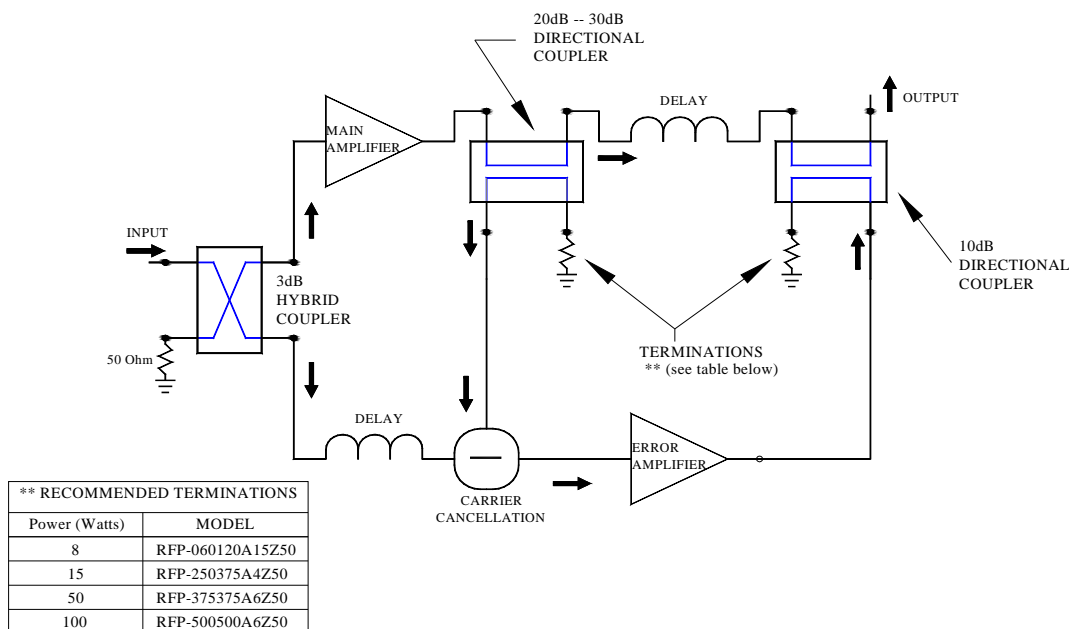 20dB -- 30dB
DIRECTIONAL
COUPLER
DELAY
OUTPUT
MAIN
AMPLIFIER
INPUT
3dB
HYBRID
COUPLER
10dB
DIRECTIONAL
COUPLER
50 Ohm
TERMINATIONS
** (see table below)
DELAY
ERROR
AMPLIFIER
CARRIER
CANCELLATION
** RECOMMENDED TERMINATIONS
Power (Watts) MODEL
8 RFP-060120A15Z50
15 RFP-250375A4Z50
50 RFP-375375A6Z50
100 RFP-500500A6Z50